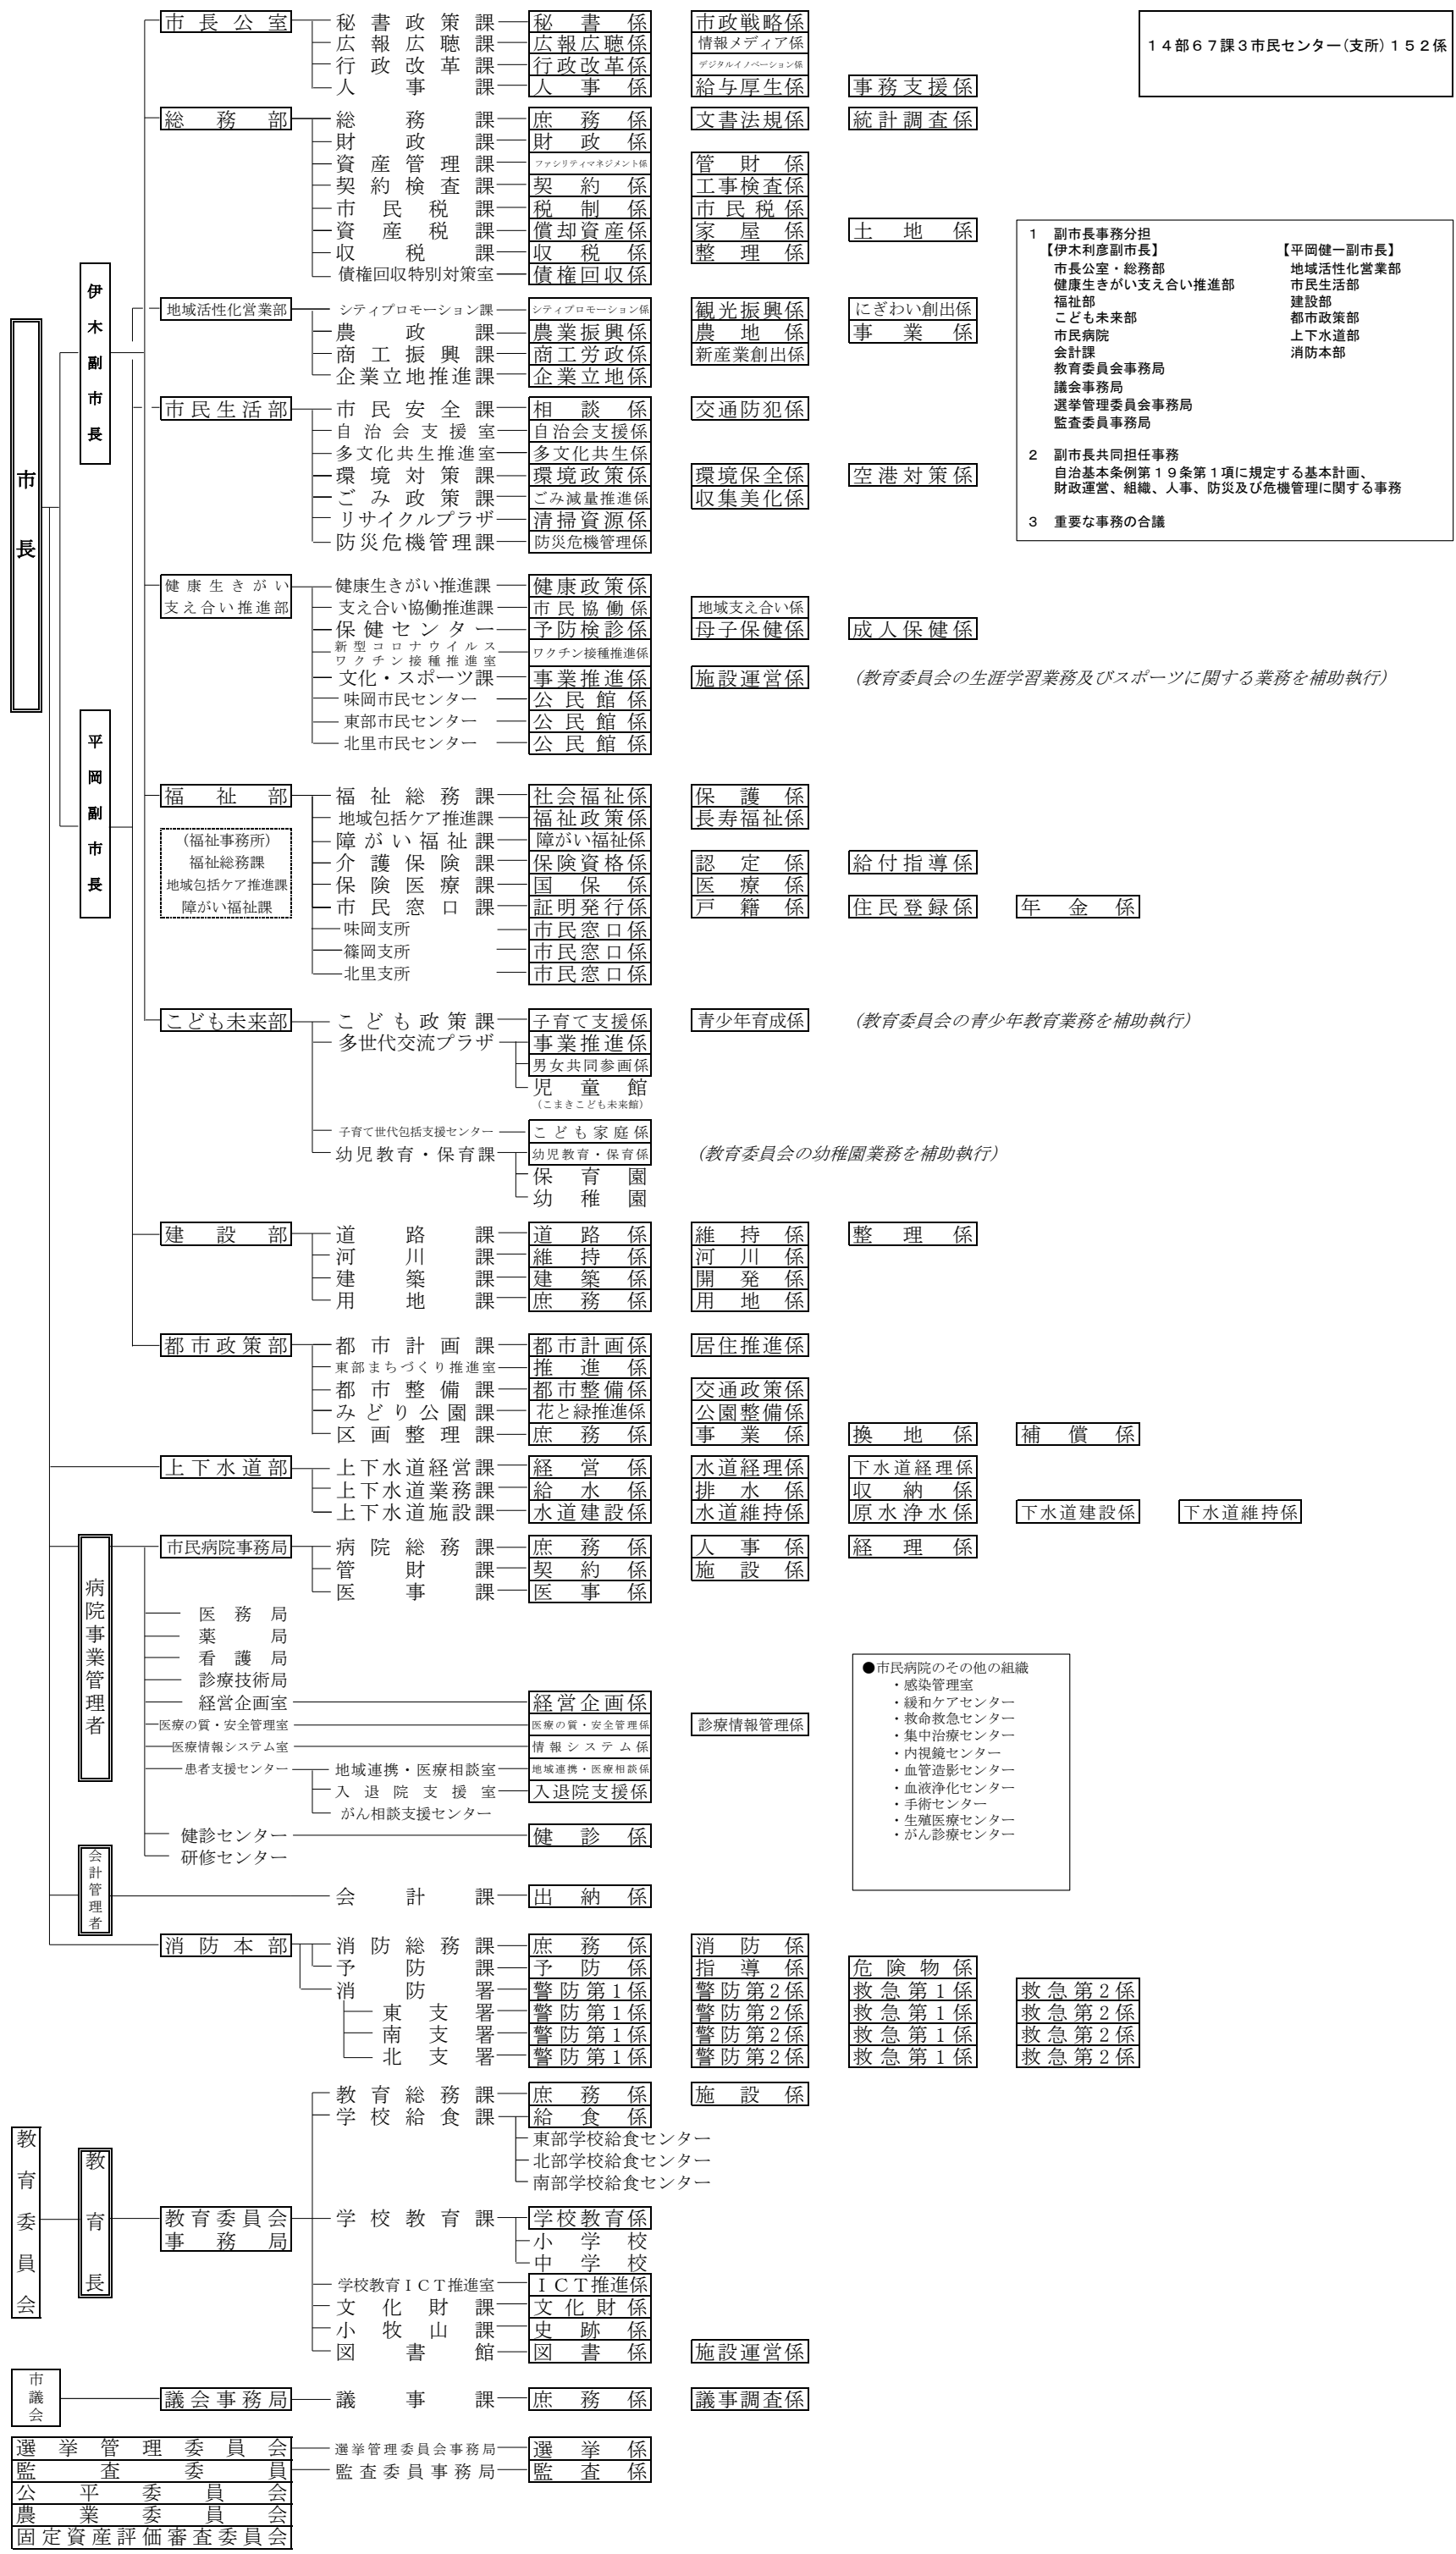 市長公室 秘書政策課 秘書係 市政戦略係
広報広聴課 広報広聴係 情報メディア係
行政改革課 行政改革係 デジタルイノベーション係
人事課 人事係 給与厚生係 事務支援係
14部67課3市民センター(支所)152係
総務部 総務課 庶務係 文書法規係 統計調査係
財政課 財政係
資産管理課 ファシリティマネジメント係 管財係
契約検査課 契約係 工事検査係
市民税課 税制係 市民税係
資産税課 償却資産係 家屋係 土地係
収税課 収税係 整理係
債権回収特別対策室 債権回収係
1 副市長事務分担
【伊木利彦副市長】 【平岡健一副市長】
市長公室・総務部 地域活性化営業部
健康生きがい支え合い推進部 市民生活部
福祉部 建設部
こども未来部 都市政策部
市民病院 上下水道部
会計課 消防本部
教育委員会事務局
議会事務局
選挙管理委員会事務局
監査委員事務局
2 副市長共同担任事務
自治基本条例第19条第1項に規定する基本計画、
財政運営、組織、人事、防災及び危機管理に関する事務
3 重要な事務の合議
市長
伊木副市長
平岡副市長
地域活性化営業部 シティプロモーション課 シティプロモーション係 観光振興係 にぎわい創出係
農政課 農業振興係 農地係 事業係
商工振興課 商工労政係 新産業創出係
企業立地推進課 企業立地係
市民生活部 市民安全課 相談係 交通防犯係
自治会支援室 自治会支援係
多文化共生推進室 多文化共生係
環境対策課 環境政策係 環境保全係 空港対策係
ごみ政策課 ごみ減量推進係 収集美化係
リサイクルプラザ 清掃資源係
防災危機管理課 防災危機管理係
健康生きがい
支え合い推進部
健康生きがい推進課 健康政策係
支え合い協働推進課 市民協働係 地域支え合い係
保健センター 予防検診係 母子保健係 成人保健係
新型コロナウイルス
ワクチン接種推進室 ワクチン接種推進係
文化・スポーツ課 事業推進係 施設運営係 (教育委員会の生涯学習業務及びスポーツに関する業務を補助執行)
味岡市民センター 公民館係
東部市民センター 公民館係
北里市民センター 公民館係
福祉部 福祉総務課 社会福祉係 保護係
地域包括ケア推進課 福祉政策係 長寿福祉係
障がい福祉課 障がい福祉係
介護保険課 保険資格係 認定係 給付指導係
保険医療課 国保係 医療係
市民窓口課 証明発行係 戸籍係 住民登録係 年金係
味岡支所 市民窓口係
篠岡支所 市民窓口係
北里支所 市民窓口係
(福祉事務所)
福祉総務課
地域包括ケア推進課
障がい福祉課
こども未来部 こども政策課 子育て支援係 青少年育成係 (教育委員会の青少年教育業務を補助執行)
多世代交流プラザ 事業推進係
男女共同参画係
児童館
(こまきこども未来館)
子育て世代包括支援センター こども家庭係
幼児教育・保育課 幼児教育・保育係 (教育委員会の幼稚園業務を補助執行)
保育園
幼稚園
建設部 道路課 道路係 維持係 整理係
河川課 維持係 河川係
建築課 建築係 開発係
用地課 庶務係 用地係
都市政策部 都市計画課 都市計画係 居住推進係
東部まちづくり推進室 推進係
都市整備課 都市整備係 交通政策係
みどり公園課 花と緑推進係 公園整備係
区画整理課 庶務係 事業係 換地係 補償係
上下水道部 上下水道経営課 経営係 水道経理係 下水道経理係
上下水道業務課 給水係 排水係 収納係
上下水道施設課 水道建設係 水道維持係 原水浄水係 下水道建設係 下水道維持係
病院事業管理者
市民病院事務局 病院総務課 庶務係 人事係 経理係
管財課 契約係 施設係
医事課 医事係
医務局
薬局
看護局
診療技術局
経営企画室 経営企画係
医療の質・安全管理室 医療の質・安全管理係 診療情報管理係
医療情報システム室 情報システム係
患者支援センター 地域連携・医療相談室 地域連携・医療相談係
入退院支援室 入退院支援係
がん相談支援センター
健診センター 健診係
研修センター
●市民病院のその他の組織
・感染管理室
・緩和ケアセンター
・救命救急センター
・集中治療センター
・内視鏡センター
・血管造影センター
・血液浄化センター
・手術センター
・生殖医療センター
・がん診療センター
会計管理者 会計課 出納係
消防本部 消防総務課 庶務係 消防係
予防課 予防係 指導係 危険物係
消防署 警防第1係 警防第2係 救急第1係 救急第2係
東支署 警防第1係 警防第2係 救急第1係 救急第2係
南支署 警防第1係 警防第2係 救急第1係 救急第2係
北支署 警防第1係 警防第2係 救急第1係 救急第2係
教育委員会
教育長
教育委員会
事務局
教育総務課 庶務係 施設係
学校給食課 給食係
東部学校給食センター
北部学校給食センター
南部学校給食センター
学校教育課 学校教育係
小学校
中学校
学校教育ICT推進室 ICT推進係
文化財課 文化財係
小牧山課 史跡係
図書館 図書係 施設運営係
市議会 議会事務局 議事課 庶務係 議事調査係
選挙管理委員会 選挙管理委員会事務局 選挙係
監査委員 監査委員事務局 監査係
公平委員会
農業委員会
固定資産評価審査委員会